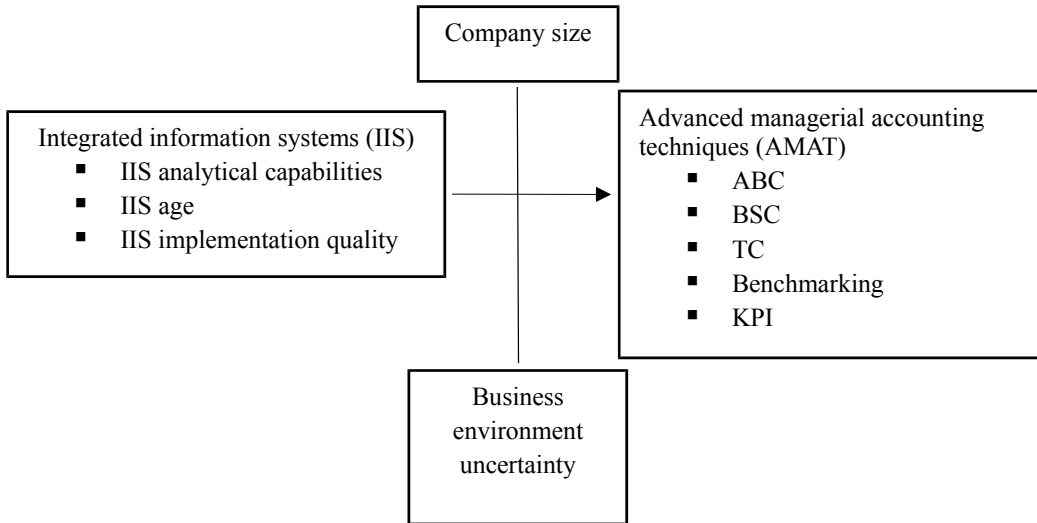 Company size
Integrated information systems (IIS)
▪ IIS analytical capabilities
▪ IIS age
▪ IIS implementation quality
Advanced managerial accounting
techniques (AMAT)
▪ ABC
▪ BSC
▪ TC
▪ Benchmarking
▪ KPI
Business
environment
uncertainty